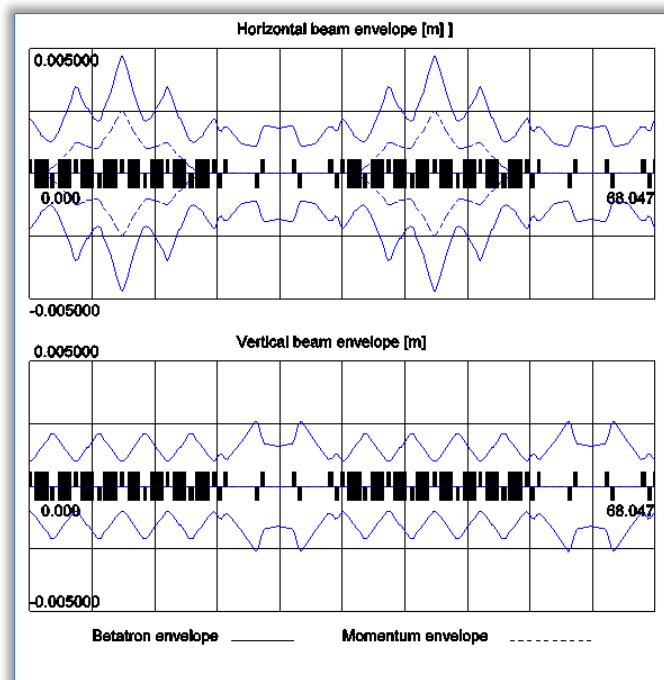 Horizontal beam envelope [m] ]
0.005000
0.000
68.047
-0.005000
Vertical beam envelope [m]
0.005000
0.000
68.047
-0.005000
Betatron envelope
Momentum envelope